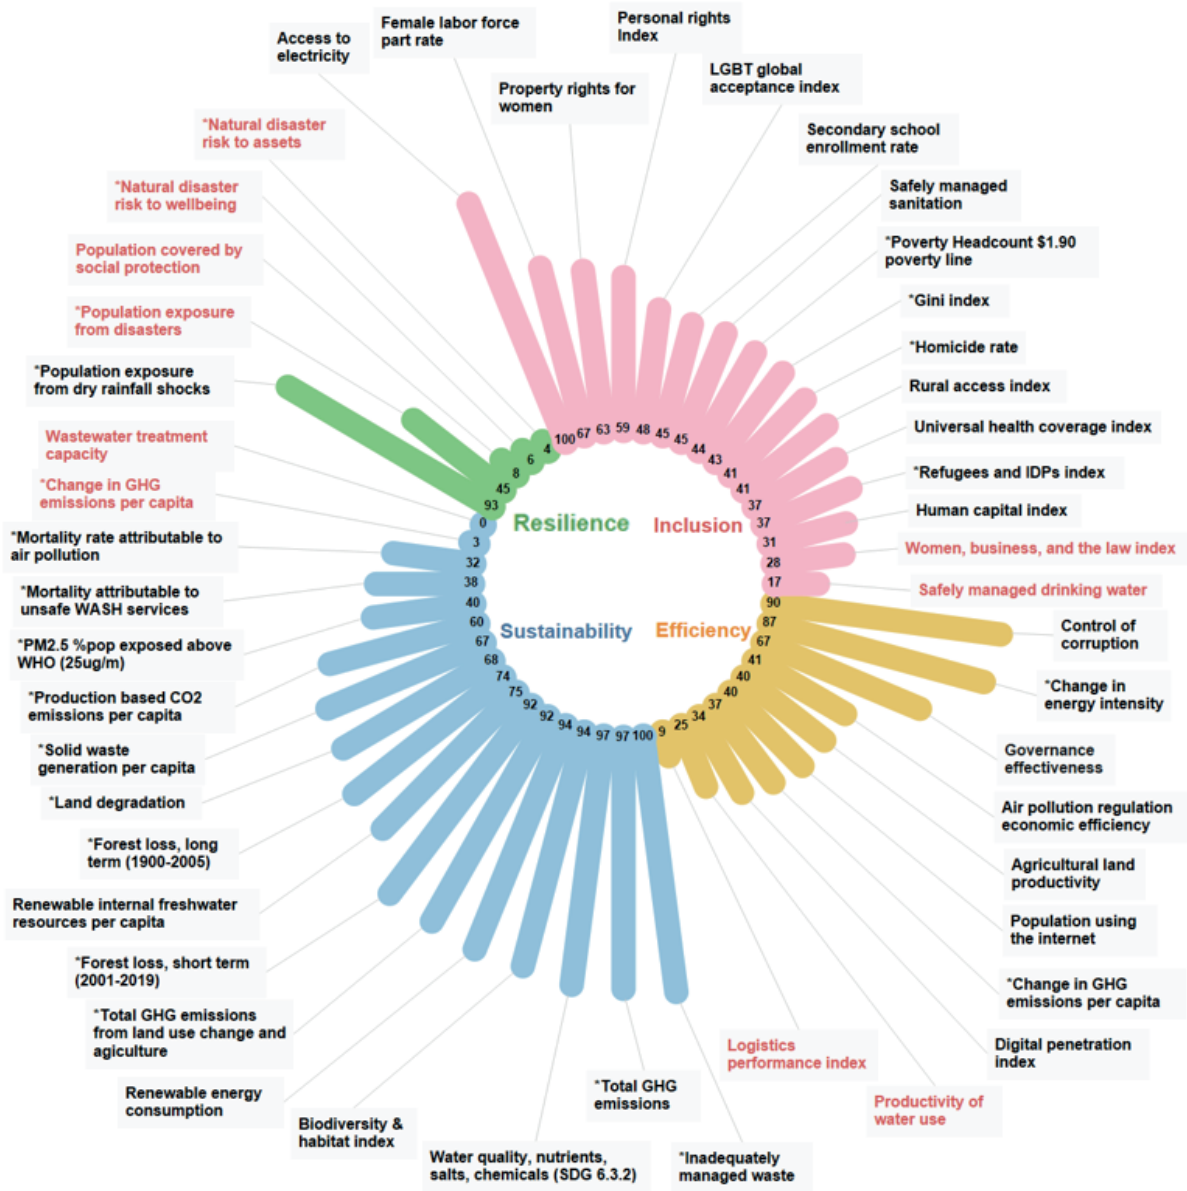 Access to
electricity
Female labor force
part rate
Property rights for
women
Personal rights
Index
LGBT global
acceptance index
Secondary school
enrollment rate
Safely managed
sanitation
*Poverty Headcount $1.90
poverty line
*Gini index
*Homicide rate
Rural access index
Universal health coverage index
*Refugees and IDPs index
Human capital index
Women, business, and the law index
Safely managed drinking water
Control of
corruption
*Change in
energy intensity
Governance
effectiveness
Air pollution regulation
economic efficiency
Agricultural land
productivity
Population using
the internet
*Change in GHG
emissions per capita
Digital penetration
index
Productivity of
water use
Logistics
performance index
*Inadequately
managed waste
*Total GHG
emissions
Water quality, nutrients,
salts, chemicals (SDG 6.3.2)
Biodiversity &
habitat index
Renewable energy
consumption
*Total GHG emissions
from land use change and
agiculture
*Forest loss, short term
(2001-2019)
Renewable internal freshwater
resources per capita
*Forest loss, long
term (1900-2005)
*Land degradation
*Solid waste
generation per capita
*Production based CO2
emissions per capita
*PM2.5 %pop exposed above
WHO (25ug/m)
*Mortality attributable to
unsafe WASH services
*Mortality rate attributable to
air pollution
*Change in GHG
emissions per capita
Wastewater treatment
capacity
*Population exposure
from dry rainfall shocks
*Population exposure
from disasters
Population covered by
social protection
*Natural disaster
risk to wellbeing
*Natural disaster
risk to assets
100
67
63
59
48
45
45
44
43
41
41
37
37
31
28
17
90
87
67
41
40
40
37
34
25
9
100
97
97
94
94
92
92
75
74
68
67
60
40
38
32
3
0
93
45
8
6
4
Resilience
Inclusion
Sustainability
Efficiency